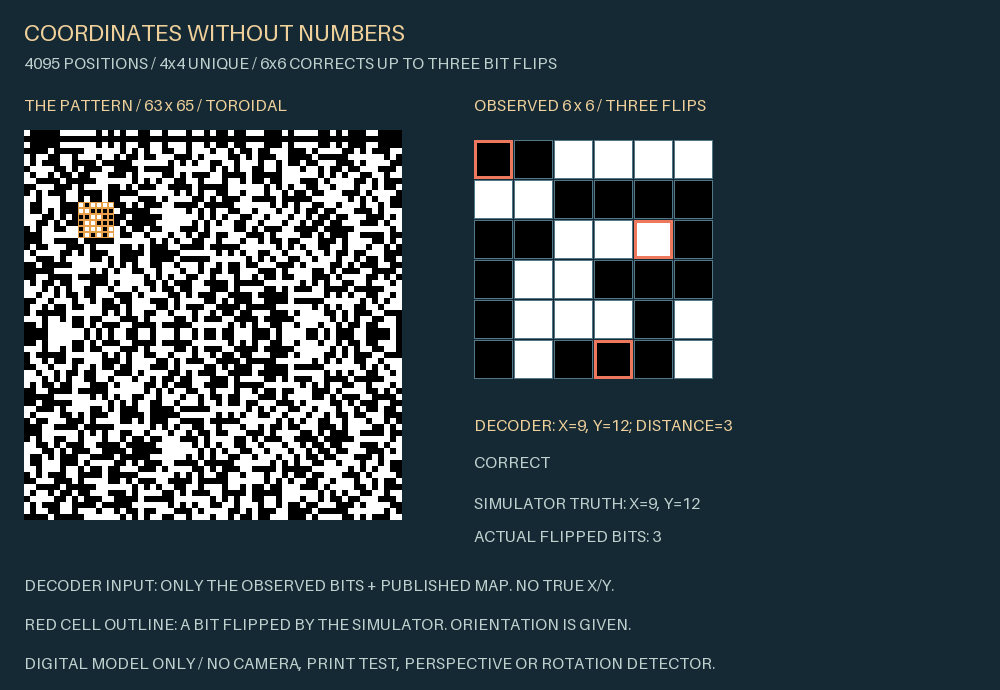 COORDINATES WITHOUT NUMBERS
4095 POSITIONS / 4x4 UNIQUE / 6x6 CORRECTS UP TO THREE BIT FLIPS
THE PATTERN / 63 x 65 / TOROIDAL
OBSERVED 6 x 6 / THREE FLIPS
DECODER: X=9, Y=12; DISTANCE=3
CORRECT
SIMULATOR TRUTH: X=9, Y=12
ACTUAL FLIPPED BITS: 3
DECODER INPUT: ONLY THE OBSERVED BITS + PUBLISHED MAP. NO TRUE X/Y.
RED CELL OUTLINE: A BIT FLIPPED BY THE SIMULATOR. ORIENTATION IS GIVEN.
DIGITAL MODEL ONLY / NO CAMERA, PRINT TEST, PERSPECTIVE OR ROTATION DETECTOR.